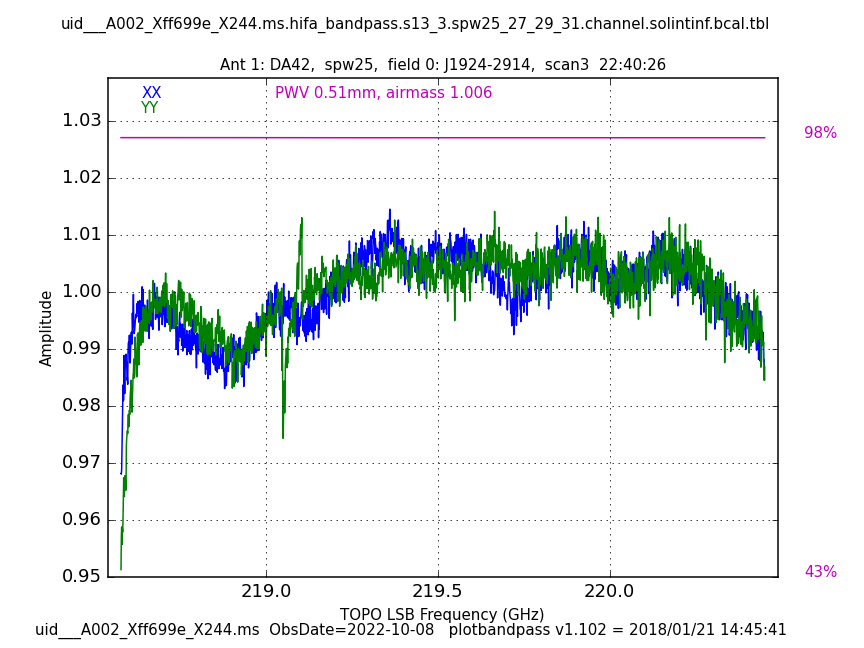 uid___A002_Xff699e_X244.ms.hifa_bandpass.s13_3.spw25_27_29_31.channel.solintinf.bcal.tbl
Ant 1: DA42,  spw25,  field 0: J1924-2914,  scan3  22:40:26
XX
PWV 0.51mm, airmass 1.006
YY
1.03
98%
1.02
1.01
1.00
0.99
0.98
0.97
0.96
0.95
43%
Amplitude
219.0
219.5
220.0
TOPO LSB Frequency (GHz)
uid___A002_Xff699e_X244.ms  ObsDate=2022-10-08   plotbandpass v1.102 = 2018/01/21 14:45:41